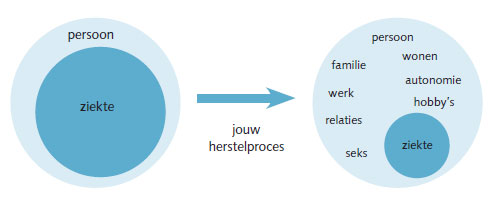 persoon
ziekte
jouw
herstelproces
persoon
wonen
familie
autonomie
werk
hobby's
relaties
ziekte
seks